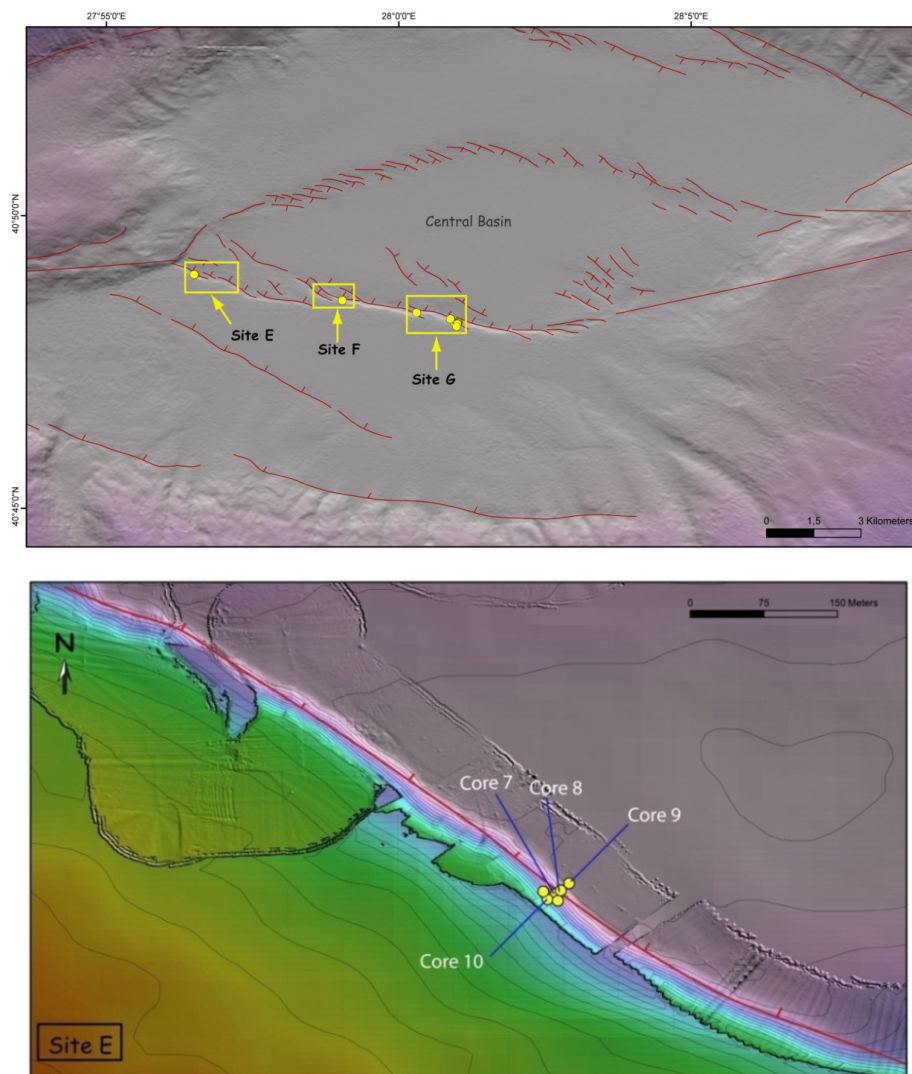 27°55'0"E
28°0'0"E
28°5'0"E
40°50'0"N
Central Basin
Site E
Site F
Site G
40°45'0"N
0 1,5 3 Kilometers
0 75 150 Meters
N
Core 7
Core 8
Core 9
Core 10
Site E